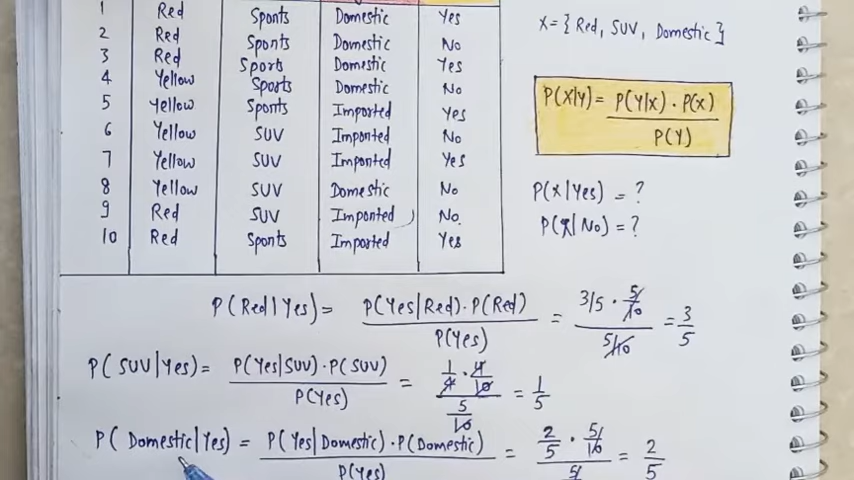 1 Red Sports Domestic Yes
2 Red Sports Domestic No
3 Red Sports Domestic Yes
4 Yellow Sports Domestic No
5 Yellow Sports Imported Yes
6 Yellow SUV Imported No
7 Yellow SUV Imported Yes
8 Yellow SUV Domestic No
9 Red SUV Imported No
10 Red Sports Imported Yes
X = { Red, SUV, Domestic }
P(X|Y) = P(Y|X) · P(X) / P(Y)
P(X|Yes) = ?
P(X|No) = ?
P(Red|Yes) = P(Yes|Red) · P(Red) / P(Yes) = 3/5 · 5/10 / 5/10 = 3/5
P(SUV|Yes) = P(Yes|SUV) · P(SUV) / P(Yes) = 1/4 · 4/10 / 5/10 = 1/5
P( Domestic|Yes) = P(Yes|Domestic) · P(Domestic) / P(Yes) = 2/5 · 5/10 / 5/ = 2/5